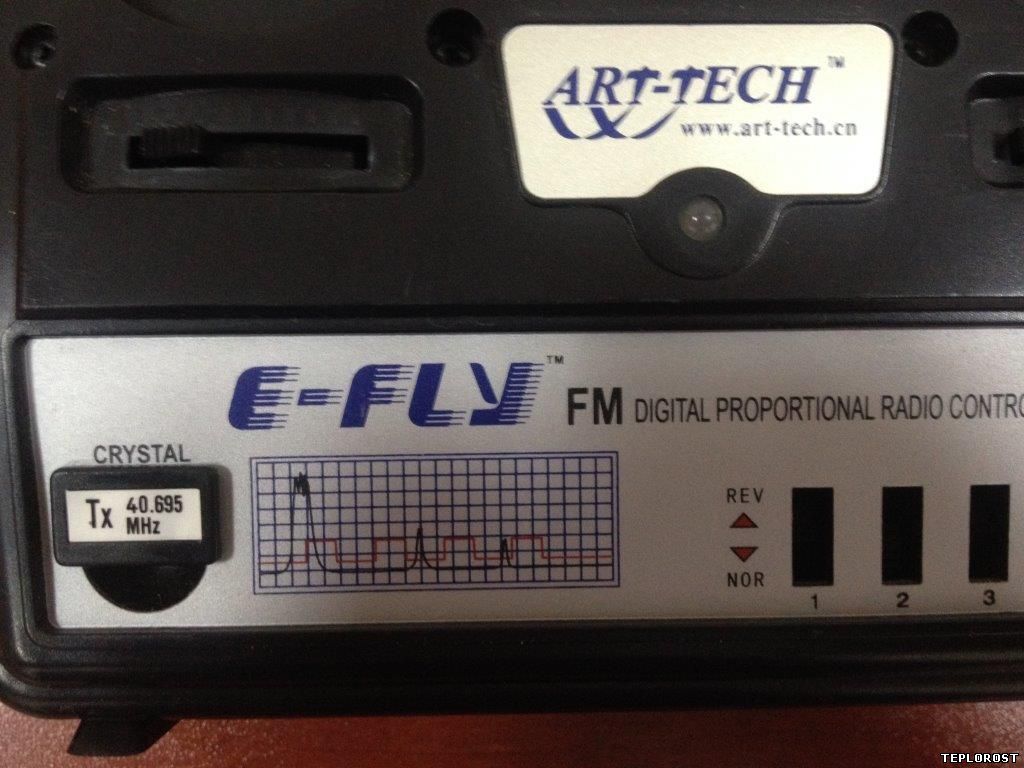 ART-TECH™
www.art-tech.cn
E-FLY™ FM DIGITAL PROPORTIONAL RADIO CONTRO
CRYSTAL
Tx 40.695
MHz
REV
NOR
1 2 3
TEPLOROST